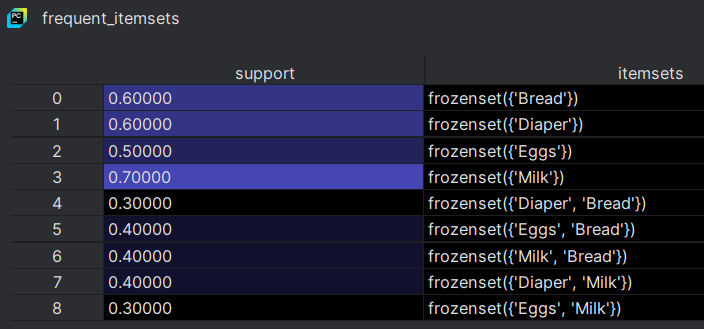 PC frequent_itemsets
support itemsets
0 0.60000 frozenset({'Bread'})
1 0.60000 frozenset({'Diaper'})
2 0.50000 frozenset({'Eggs'})
3 0.70000 frozenset({'Milk'})
4 0.30000 frozenset({'Diaper', 'Bread'})
5 0.40000 frozenset({'Eggs', 'Bread'})
6 0.40000 frozenset({'Milk', 'Bread'})
7 0.40000 frozenset({'Diaper', 'Milk'})
8 0.30000 frozenset({'Eggs', 'Milk'})